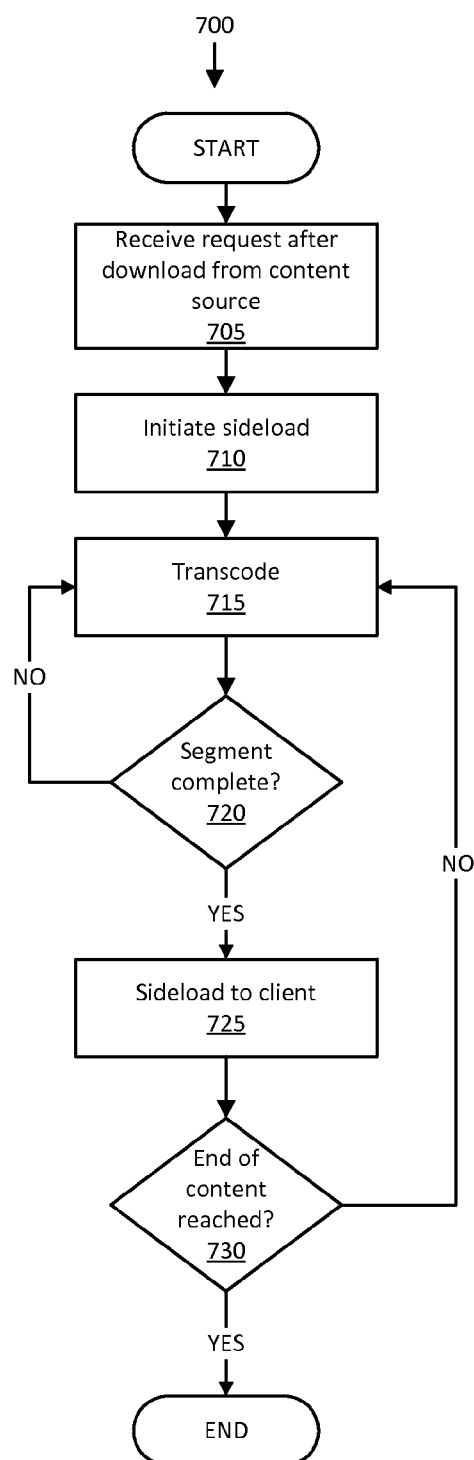 700
START
Receive request after
download from content
source
705
Initiate sideload
710
Transcode
715
NO
Segment
complete?
720
NO
YES
Sideload to client
725
End of
content
reached?
730
YES
END